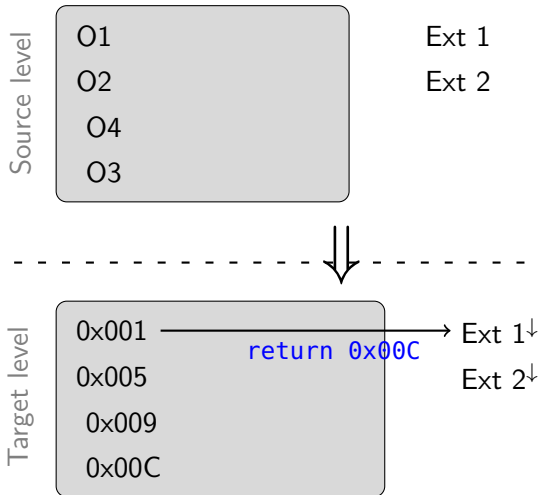 Source level
O1
Ext 1
O2
Ext 2
O4
O3
Target level
0x001
Ext 1↓
return 0x00C
0x005
Ext 2↓
0x009
0x00C